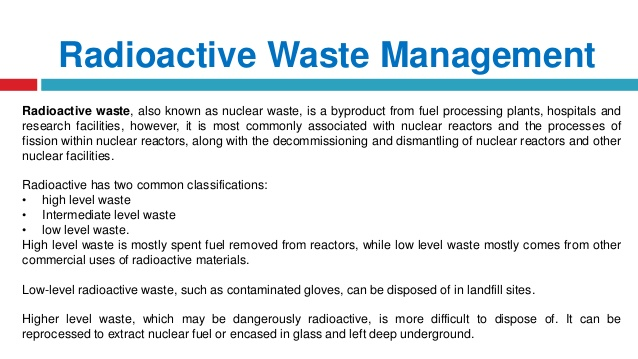 Radioactive Waste Management
Radioactive waste, also known as nuclear waste, is a byproduct from fuel processing plants, hospitals and
research facilities, however, it is most commonly associated with nuclear reactors and the processes of
fission within nuclear reactors, along with the decommissioning and dismantling of nuclear reactors and other
nuclear facilities.
Radioactive has two common classifications:
• high level waste
• Intermediate level waste
• low level waste.
High level waste is mostly spent fuel removed from reactors, while low level waste mostly comes from other
commercial uses of radioactive materials.
Low-level radioactive waste, such as contaminated gloves, can be disposed of in landfill sites.
Higher level waste, which may be dangerously radioactive, is more difficult to dispose of. It can be
reprocessed to extract nuclear fuel or encased in glass and left deep underground.